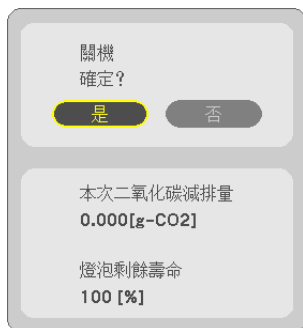 關機
確定?
是 否
本次二氧化碳減排量
0.000[g-CO2]
燈泡剩餘壽命
100 [%]